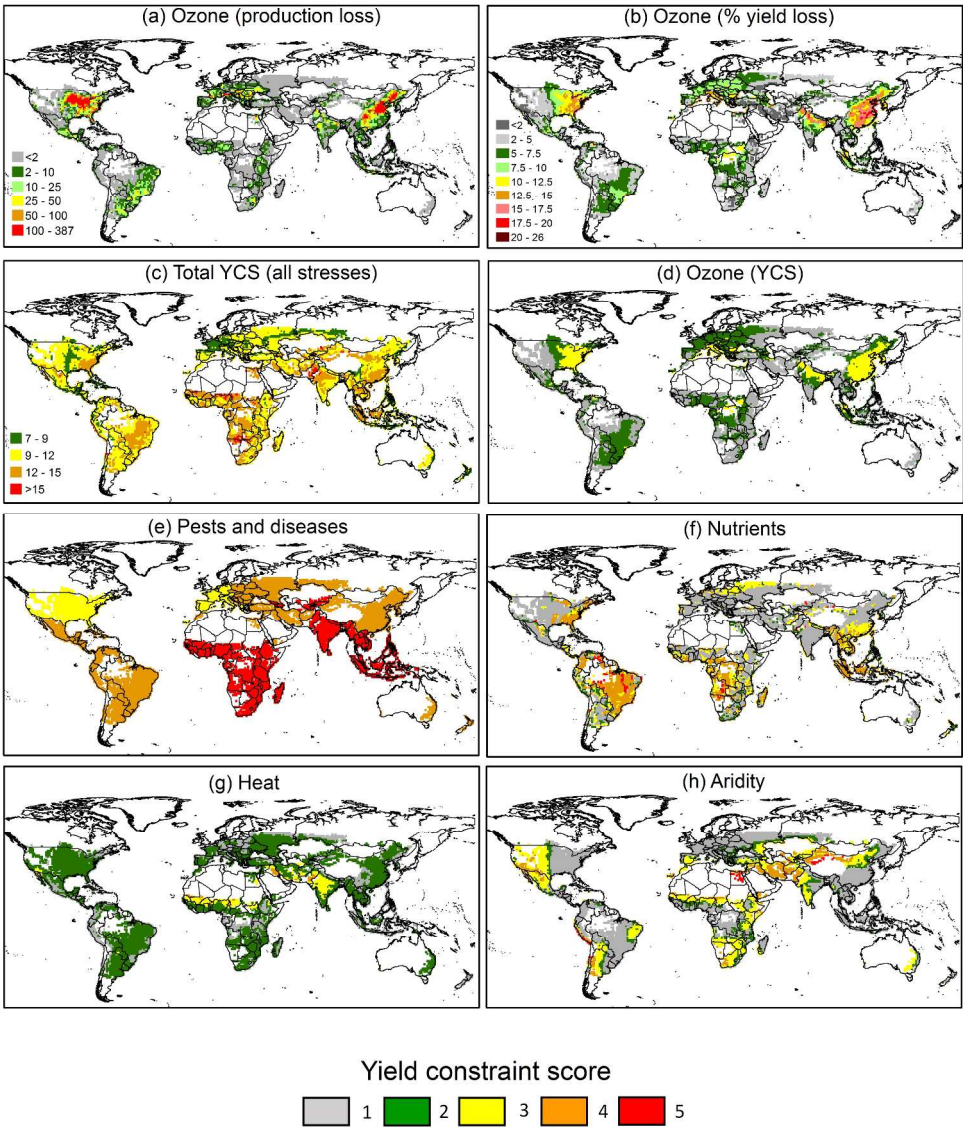 (a) Ozone (production loss)
<2
2 - 10
10 - 25
25 - 50
50 - 100
100 - 387
(b) Ozone (% yield loss)
<2
2 - 5
5 - 7.5
7.5 - 10
10 - 12.5
12.5 - 15
15 - 17.5
17.5 - 20
20 - 26
(c) Total YCS (all stresses)
7 - 9
9 - 12
12 - 15
>15
(d) Ozone (YCS)
(e) Pests and diseases
(f) Nutrients
(g) Heat
(h) Aridity
Yield constraint score
1 2 3 4 5